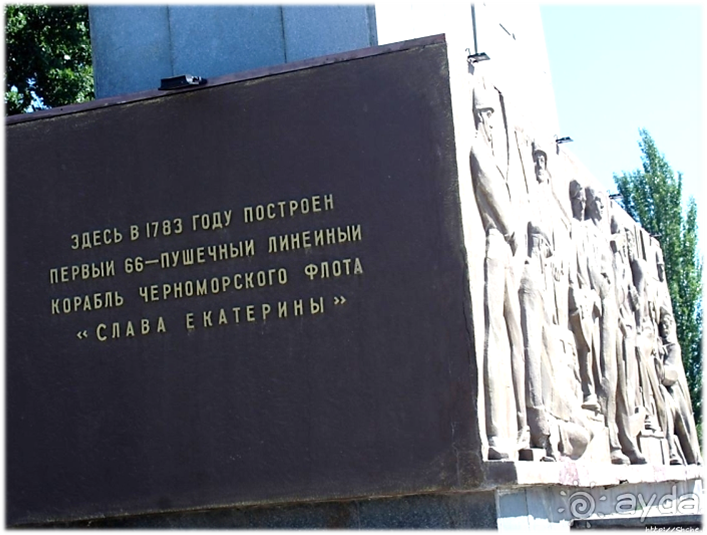 ЗДЕСЬ В 1783 ГОДУ ПОСТРОЕН
ПЕРВЫЙ 66—ПУШЕЧНЫЙ ЛИНЕЙНЫЙ
КОРАБЛЬ ЧЕРНОМОРСКОГО ФЛОТА
«СЛАВА ЕКАТЕРИНЫ»
ayda